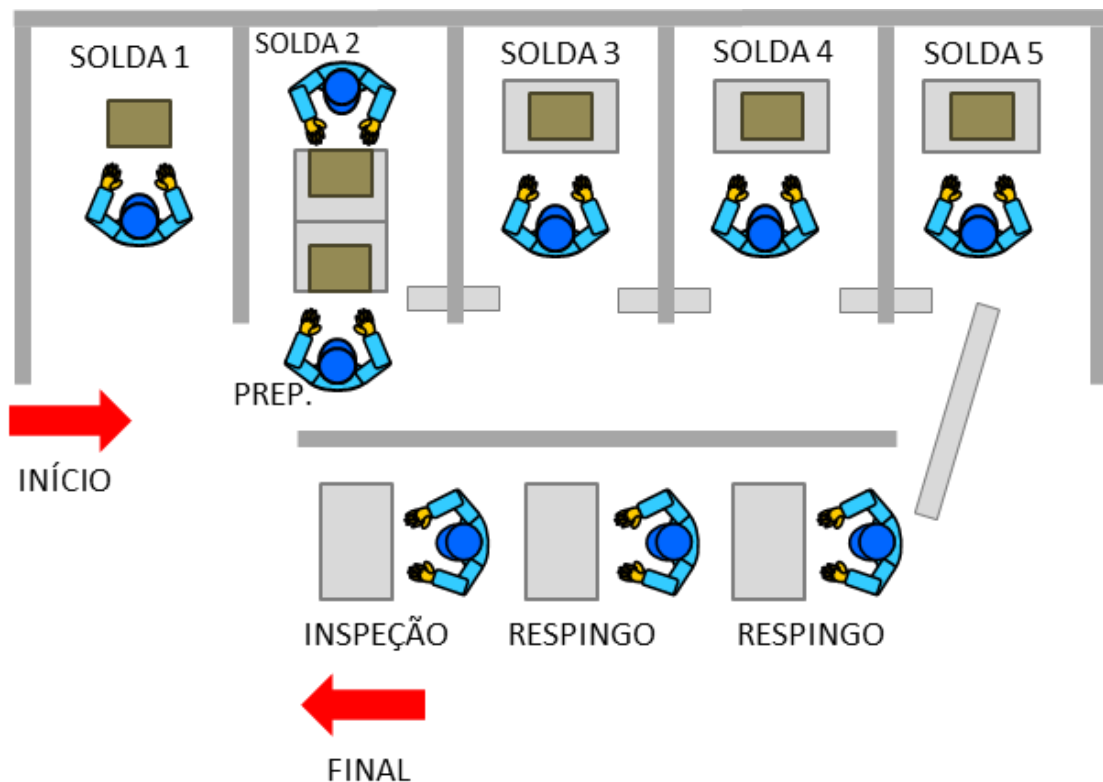 SOLDA 1
SOLDA 2
SOLDA 3
SOLDA 4
SOLDA 5
PREP.
INÍCIO
INSPEÇÃO
RESPINGO
RESPINGO
FINAL